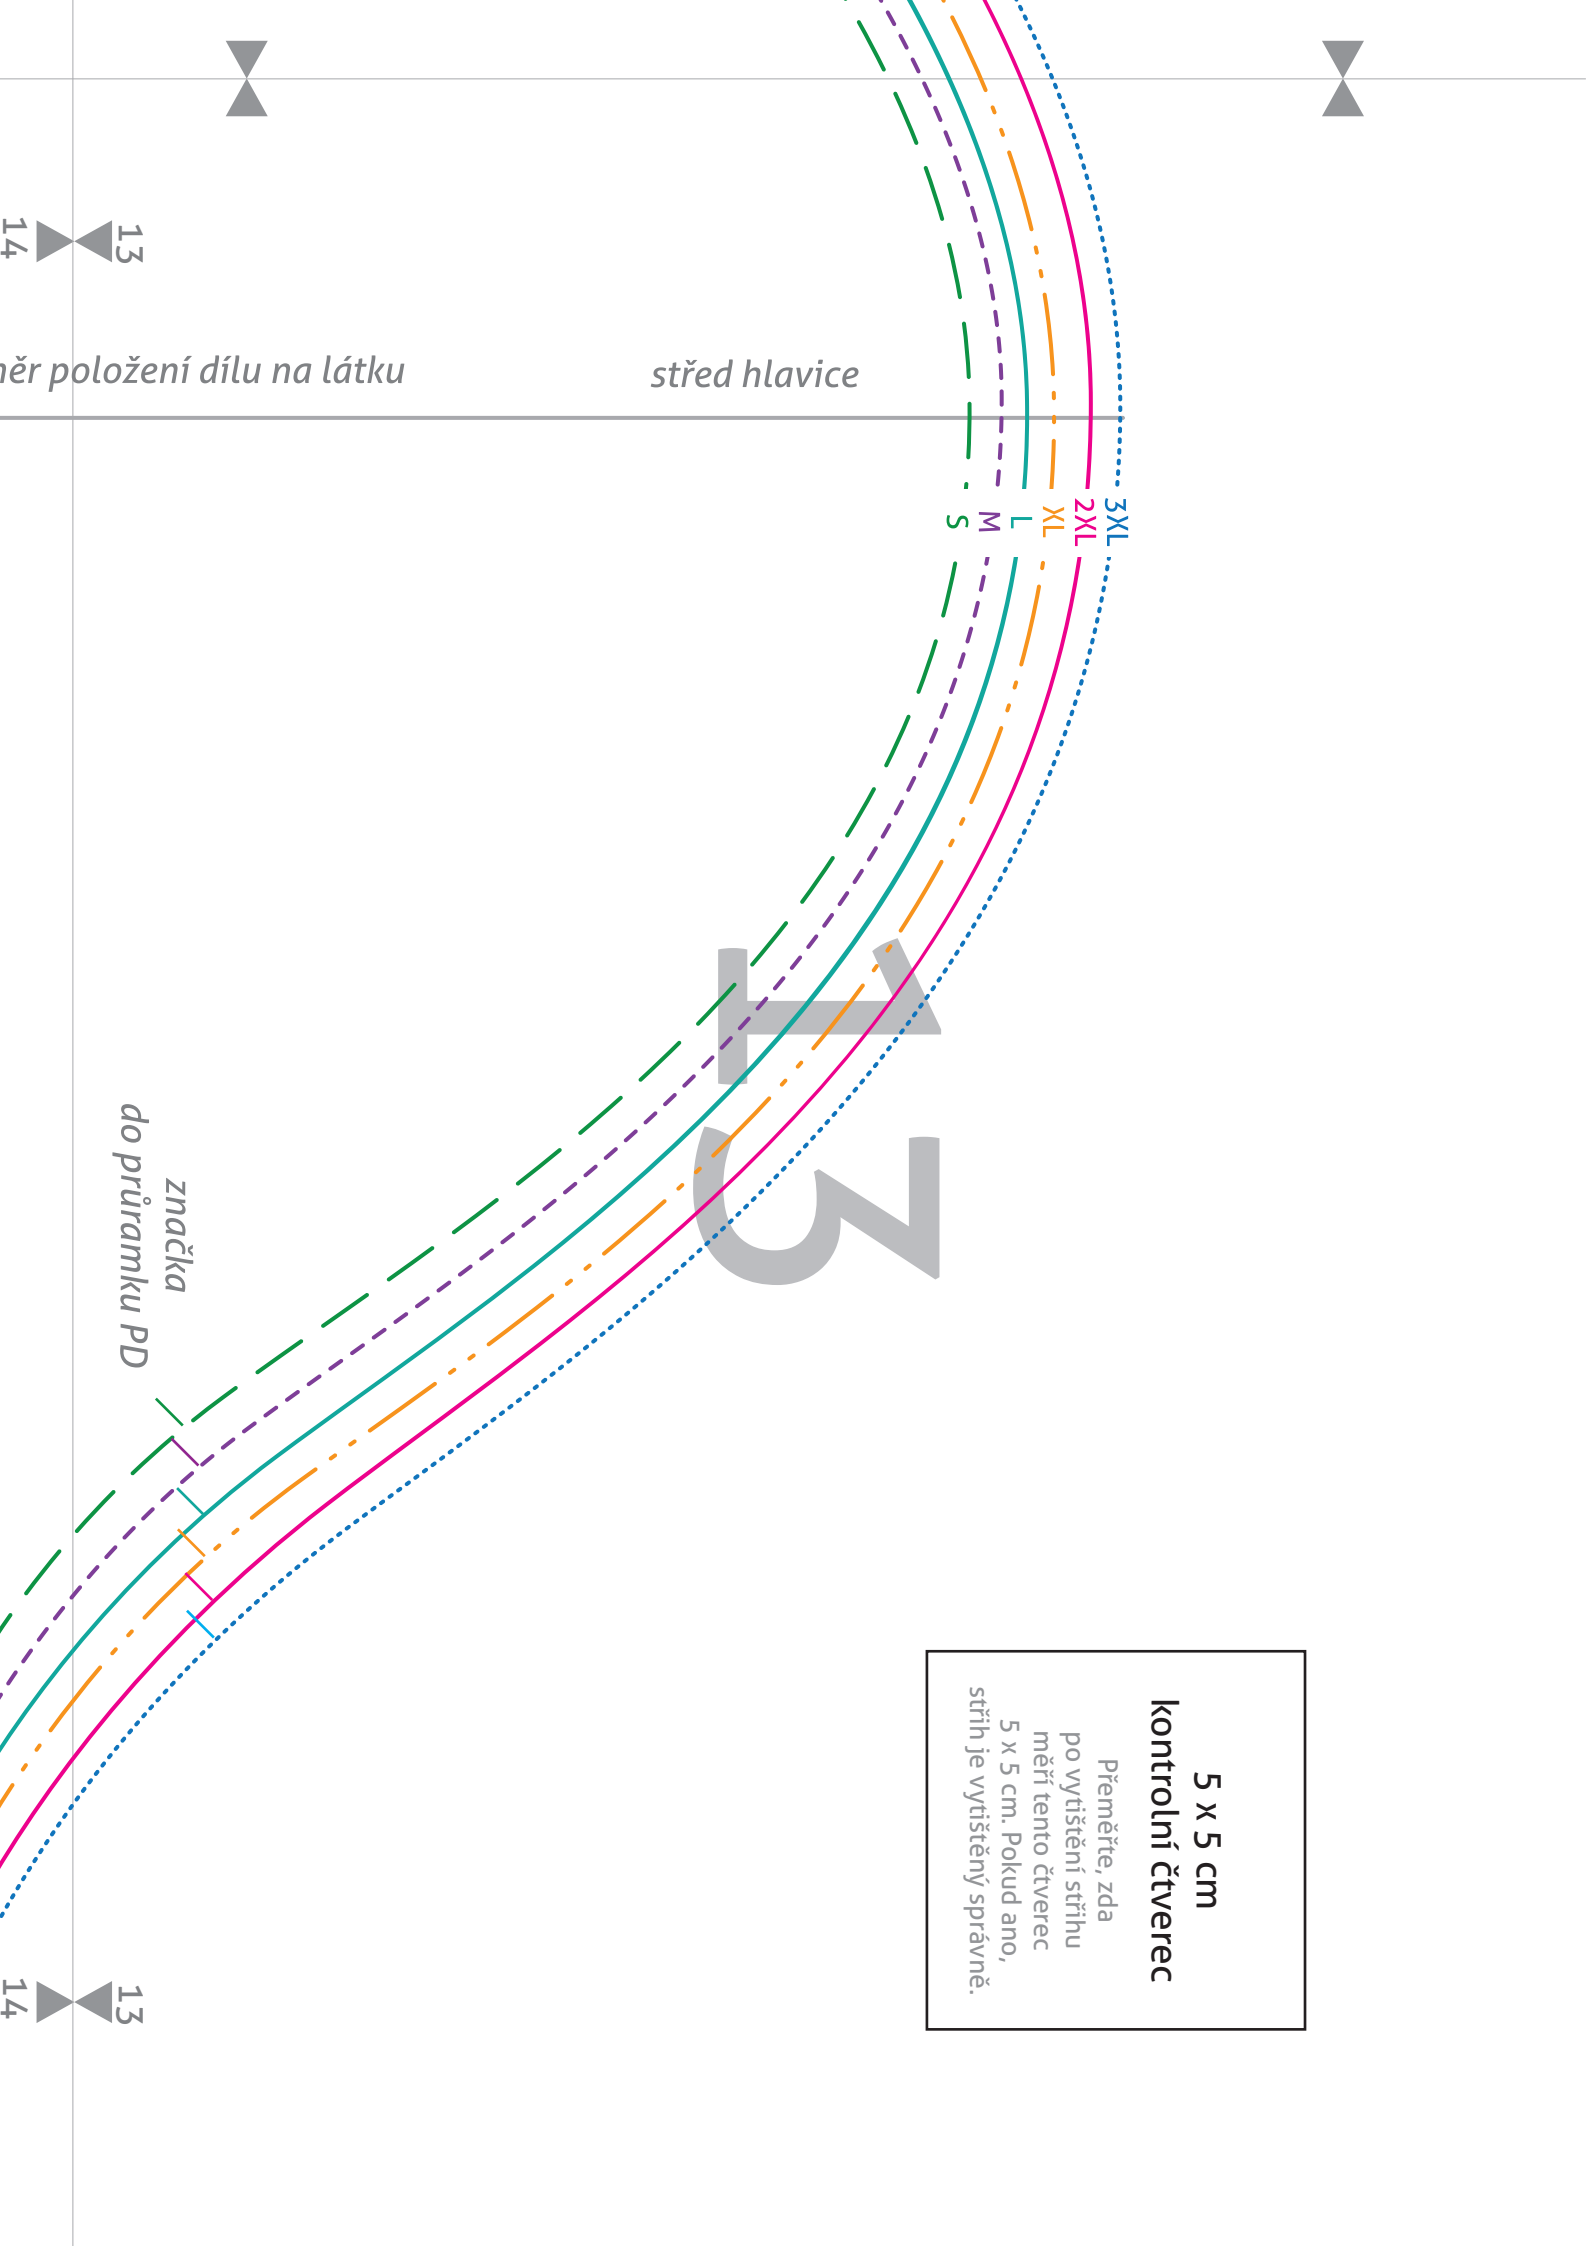 14
13
položení dílu na látku
střed hlavice
S
M
L
XL
2XL
3XL
13
značka
do průramku PD
5 x 5 cm
kontrolní čtverec
Přeměřte, zda
po vytištění střihu
měří tento čtverec
5 x 5 cm. Pokud ano,
střih je vytištěný správně.
14
13